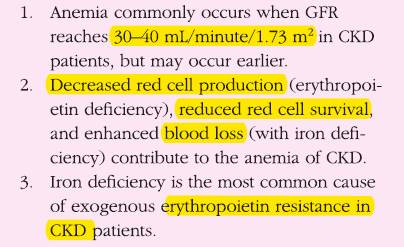 1. Anemia commonly occurs when GFR
reaches 30–40 mL/minute/1.73 m² in CKD
patients, but may occur earlier.
2. Decreased red cell production (erythropoi-
etin deficiency), reduced red cell survival,
and enhanced blood loss (with iron defi-
ciency) contribute to the anemia of CKD.
3. Iron deficiency is the most common cause
of exogenous erythropoietin resistance in
CKD patients.